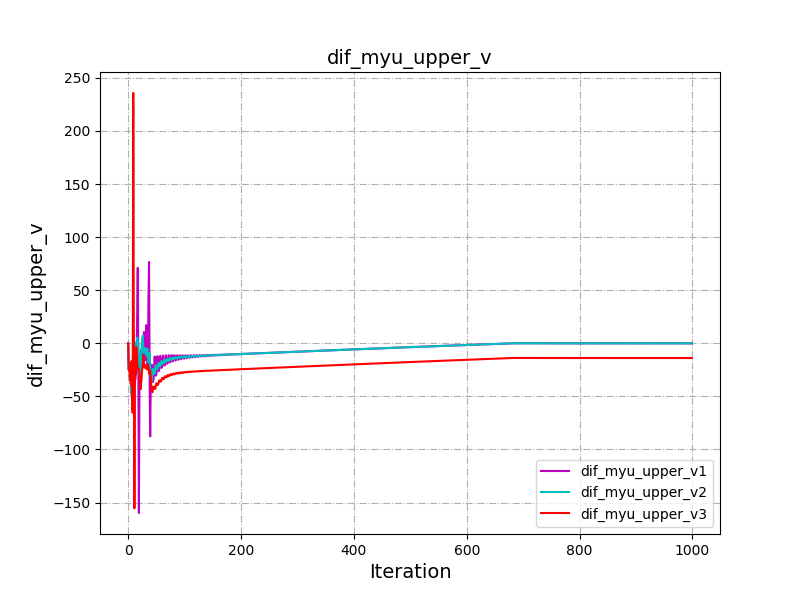 dif_myu_upper_v
dif_myu_upper_v
250
200
150
100
50
0
−50
−100
−150
0
200
400
600
800
1000
Iteration
dif_myu_upper_v1
dif_myu_upper_v2
dif_myu_upper_v3